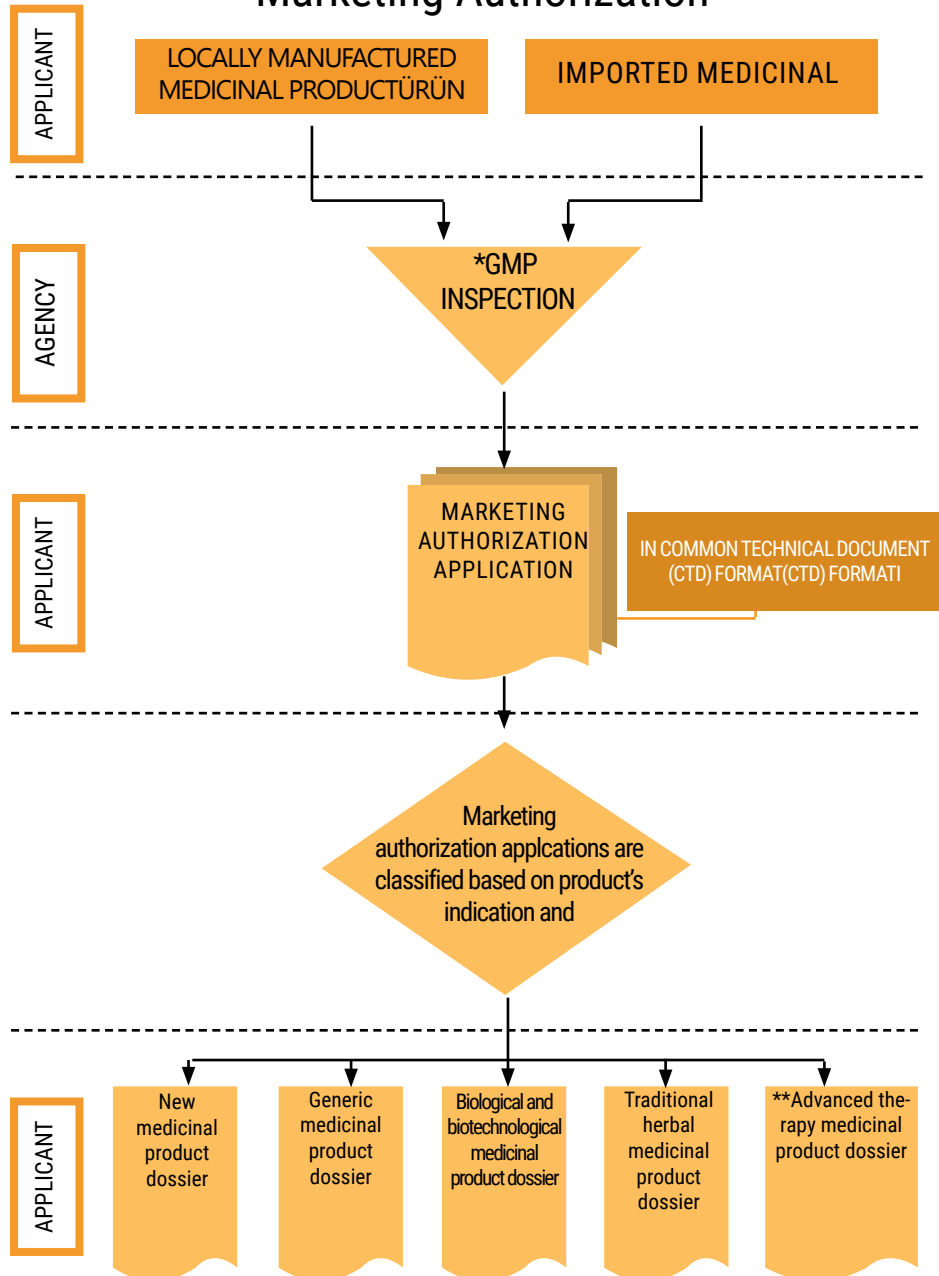 Marketing Authorization
APPLICANT
LOCALLY MANUFACTURED
MEDICINAL PRODUCTÜRÜN
IMPORTED MEDICINAL
AGENCY
*GMP
INSPECTION
APPLICANT
MARKETING
AUTHORIZATION
APPLICATION
IN COMMON TECHNICAL DOCUMENT
(CTD) FORMAT(CTD) FORMATI
Marketing
authorization applcations are
classified based on product's
indication and
APPLICANT
New
medicinal
product
dossier
Generic
medicinal
product
dossier
Biological and
biotechnological
medicinal
product dossier
Traditional
herbal
medicinal
product
dossier
**Advanced the-
rapy medicinal
product dossier